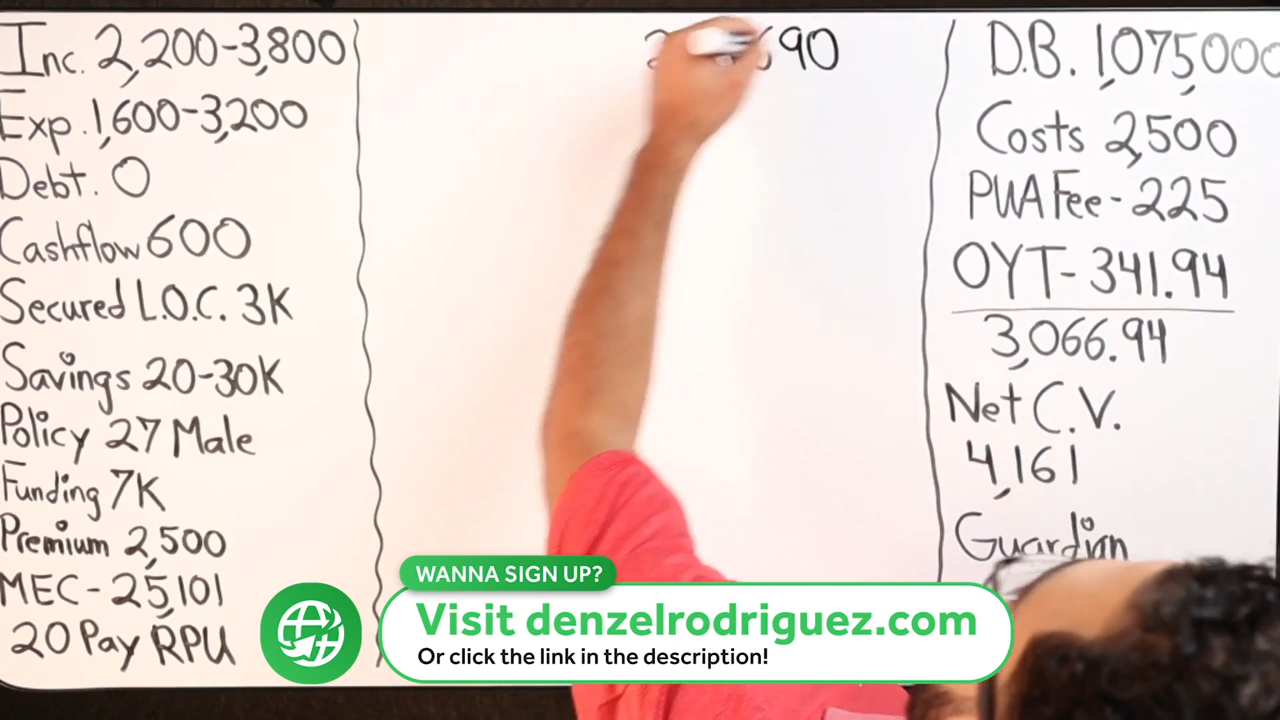 Inc. 2,200-3,800
Exp. 1,600-3,200
Debt. 0
Cashflow 600
Secured L.O.C. 3K
Savings 20-30K
Policy 27 Male
Funding 7K
Premium 2,500
MEC-25,101
20 Pay RPU
90
D.B. 1,075,000
Costs 2,500
PUA Fee-225
OYT-341.94
3,066.94
Net C.V.
4,161
Guardian
WANNA SIGN UP?
Visit denzelrodriguez.com
Or click the link in the description!